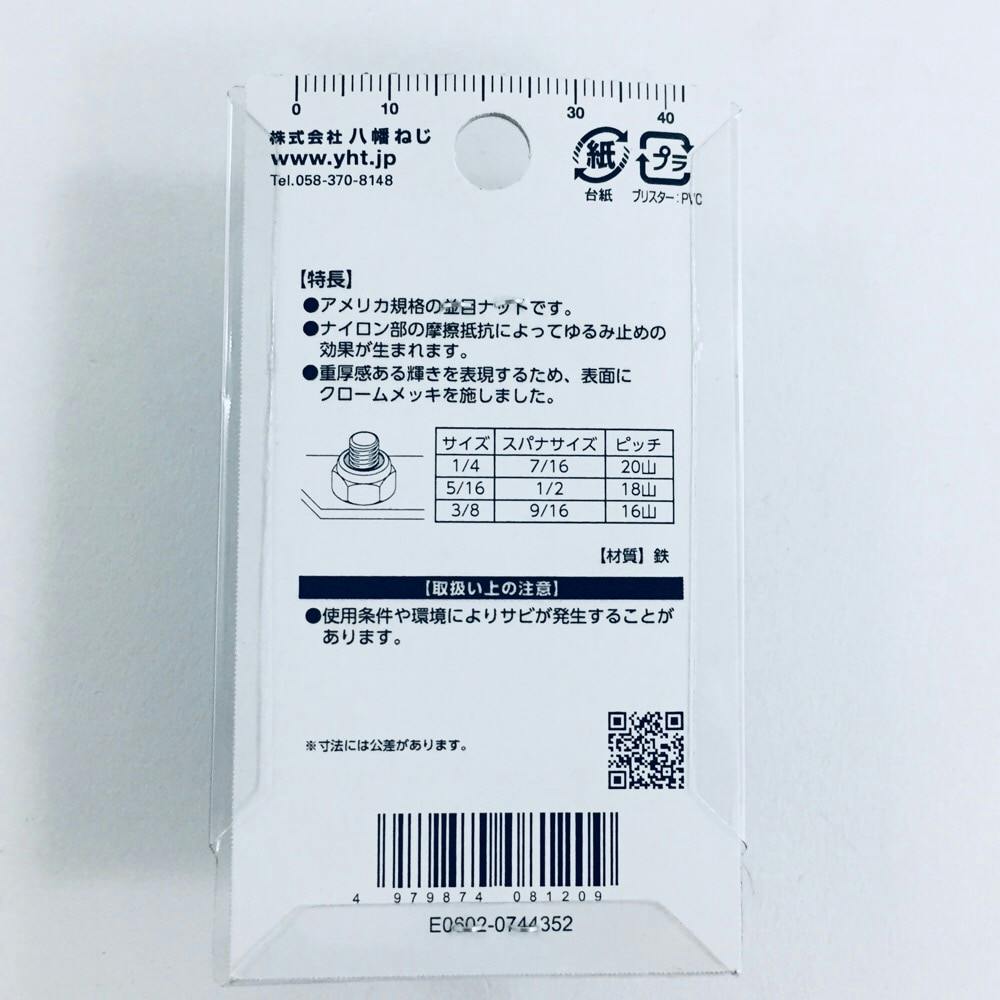 0 10 30 40
株式会社 八幡ねじ
www.yht.jp
Tel.058-370-8148
紙 プラ
台紙 ブリスター:PVC
【特長】
●アメリカ規格の並目ナットです。
●ナイロン部の摩擦抵抗によってゆるみ止めの
効果が生まれます。
●重厚感ある輝きを表現するため、表面に
クロームメッキを施しました。
サイズ スパナサイズ ピッチ
1/4 7/16 20山
5/16 1/2 18山
3/8 9/16 16山
【材質】鉄
【取扱い上の注意】
●使用条件や環境によりサビが発生することが
あります。
※寸法には公差があります。
4 979874 081209
E0602-0744352